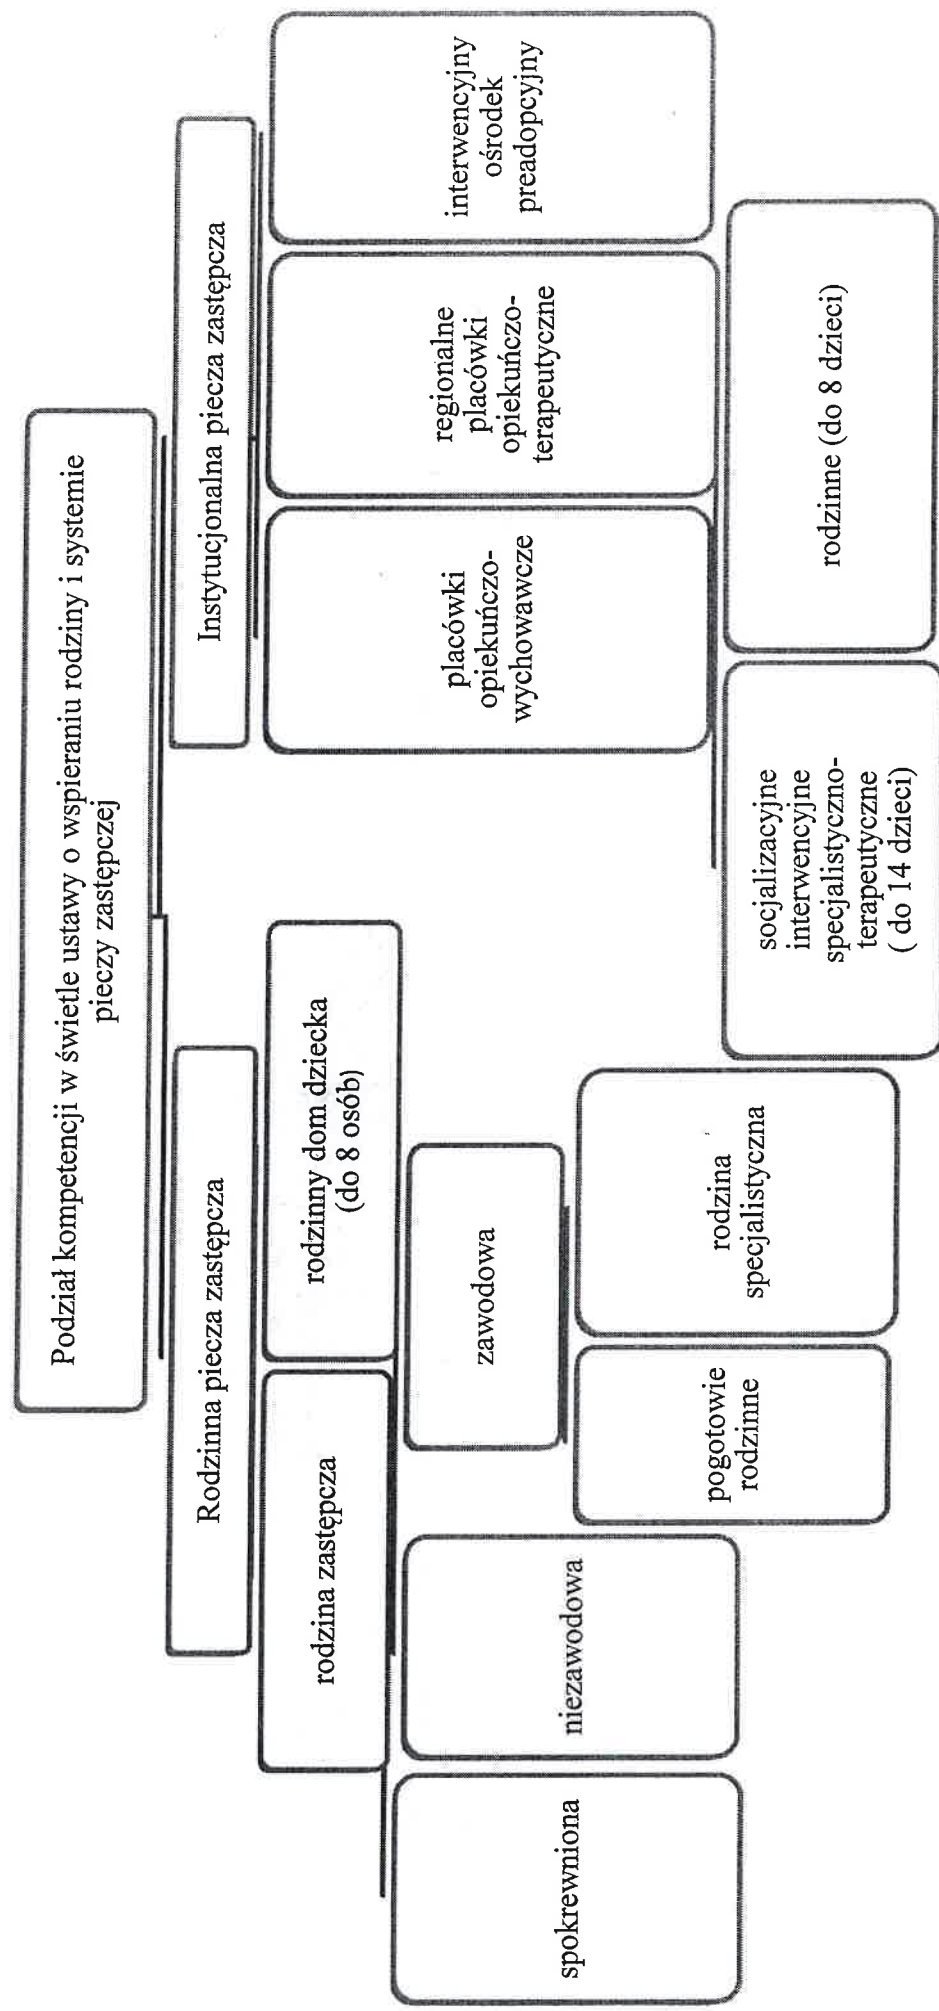 Podział kompetencji w świetle ustawy o wspieraniu rodziny i systemie
pieczy zastępczej
Rodzinna piecza zastępcza
Instytucjonalna piecza zastępcza
rodzina zastępcza
rodzinny dom dziecka
(do 8 osób)
placówki
opiekuńczo-
wychowawcze
regionalne
placówki
opiekuńczo-
terapeutyczne
interwencyjny
ośrodek
preadopcyjny
spokrewniona
niezawodowa
zawodowa
pogotowie
rodzinne
rodzina
specjalistyczna
socjalizacyjne
interwencyjne
specjalistyczno-
terapeutyczne
( do 14 dzieci)
rodzinne (do 8 dzieci)